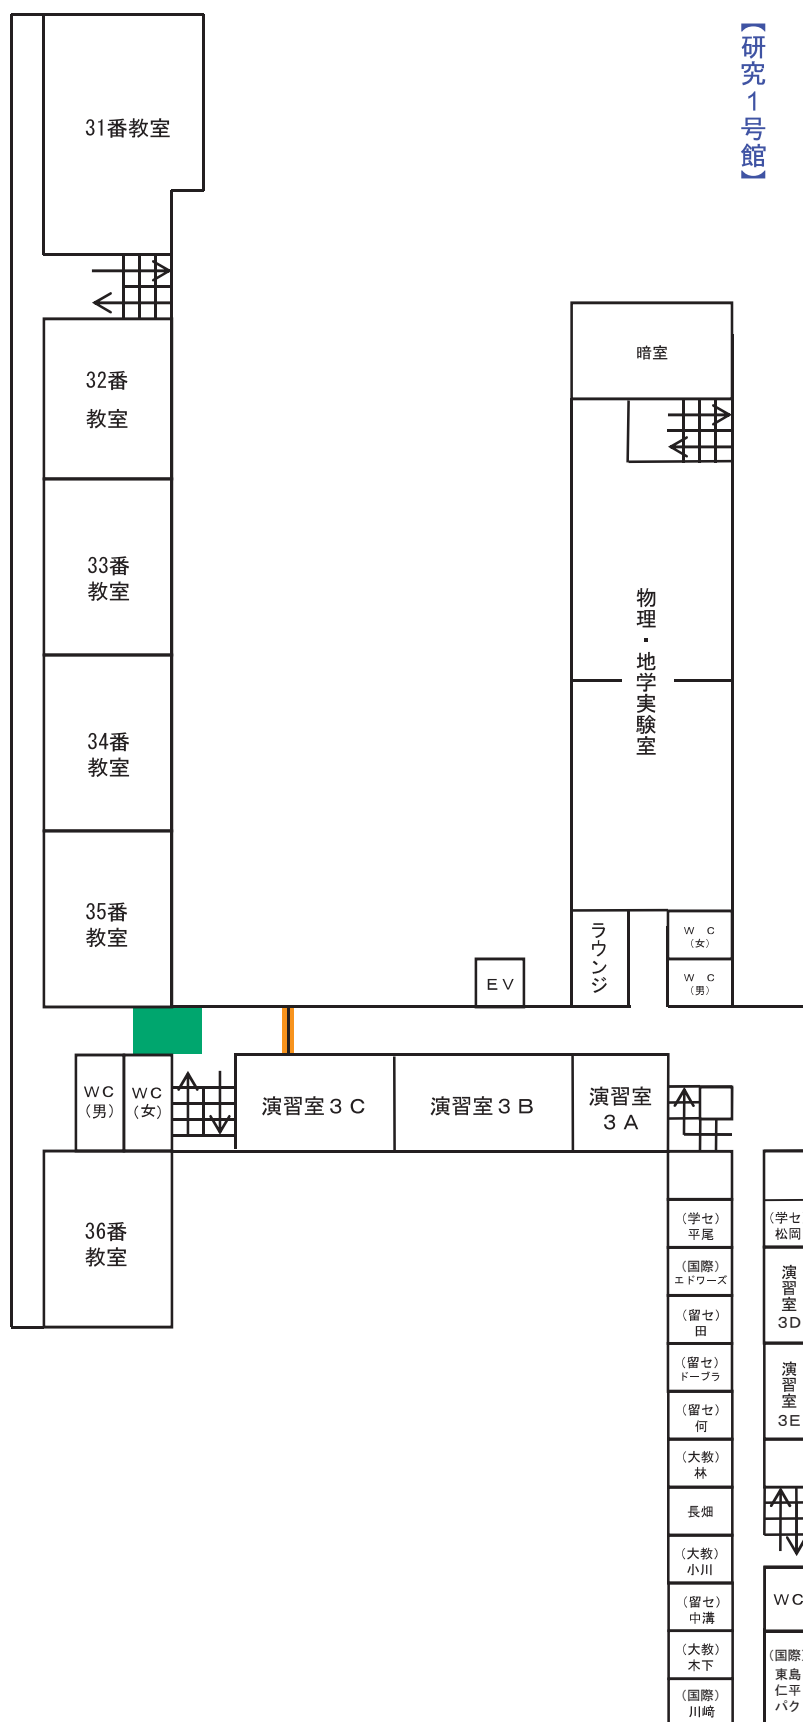 【研究１号館】
31番教室
32番
教室
33番
教室
34番
教室
35番
教室
暗室
物理・地学実験室
ラウンジ
Ｗ　Ｃ
（女）
Ｗ　Ｃ
（男）
ＥＶ
ＷＣ
（男）
ＷＣ
（女）
演習室３Ｃ
演習室３Ｂ
演習室
３Ａ
36番
教室
（学セ）
平尾
（国際）
エドワーズ
（留セ）
田
（留セ）
ドーブラ
（留セ）
何
（大教）
林
長畑
（大教）
小川
（留セ）
中溝
（大教）
木下
（国際）
川﨑
（学セ
松岡
演習室
3D
演習室
3E
ＷＣ
（国際）
東島
仁平
パク